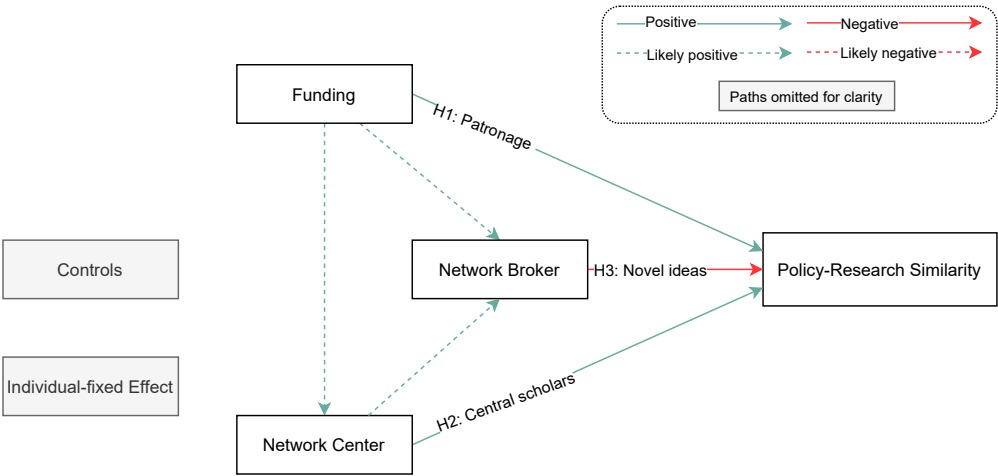 Positive
Negative
Likely positive
Likely negative
Paths omitted for clarity
Funding
H1: Patronage
Controls
Network Broker
H3: Novel ideas
Policy-Research Similarity
Individual-fixed Effect
H2: Central scholars
Network Center